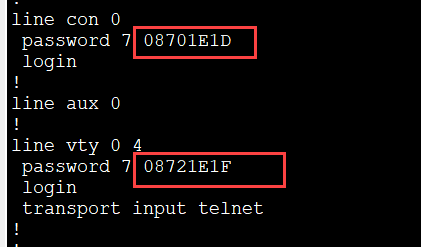 !
line con 0
password 7 08701E1D
login
!
line aux 0
!
line vty 0 4
password 7 08721E1F
login
transport input telnet
!
!